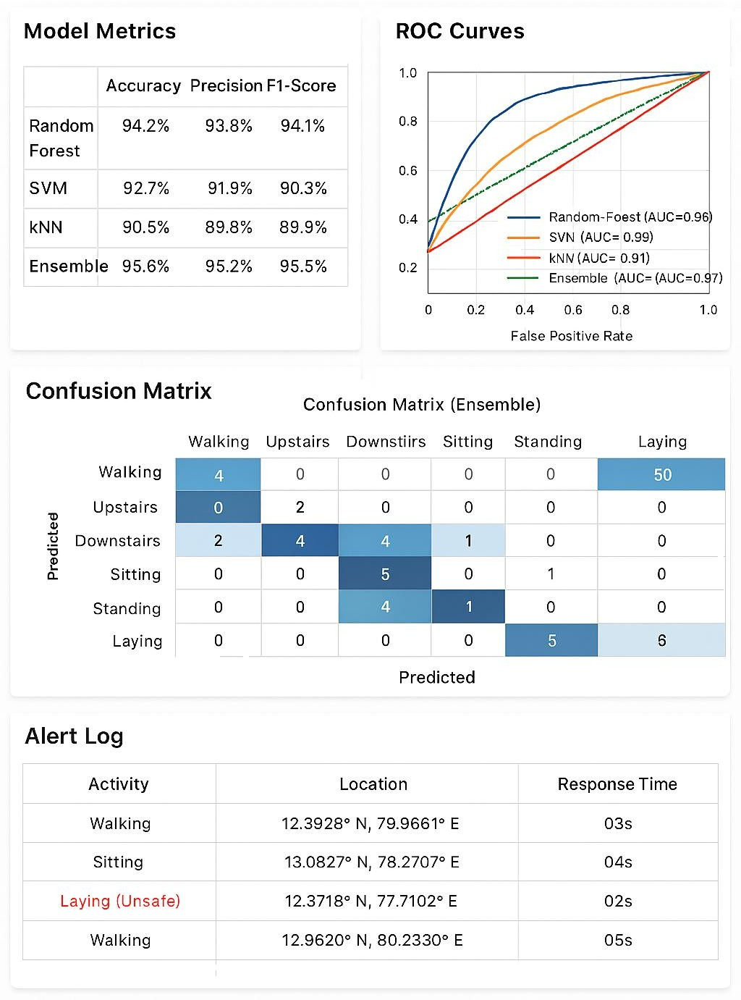 Model Metrics
Accuracy Precision F1-Score
Random Forest 94.2% 93.8% 94.1%
SVM 92.7% 91.9% 90.3%
kNN 90.5% 89.8% 89.9%
Ensemble 95.6% 95.2% 95.5%
ROC Curves
1.0
0.8
0.6
0.4
0.2
Random-Foest (AUC=0.96)
SVN (AUC= 0.99)
kNN (AUC= 0.91)
Ensemble (AUC= (AUC=0.97)
0 0.2 0.4 0.6 0.8 1.0
False Positive Rate
Confusion Matrix
Confusion Matrix (Ensemble)
Walking Upstairs Downstiirs Sitting Standing Laying
Predicted
Walking 4 0 0 0 0 50
Upstairs 0 2 0 0 0 0
Downstairs 2 4 4 1 0 0
Sitting 0 0 5 0 1 0
Standing 0 0 4 1 0 0
Laying 0 0 0 0 5 6
Predicted
Alert Log
Activity Location Response Time
Walking 12.3928° N, 79.9661° E 03s
Sitting 13.0827° N, 78.2707° E 04s
Laying (Unsafe) 12.3718° N, 77.7102° E 02s
Walking 12.9620° N, 80.2330° E 05s